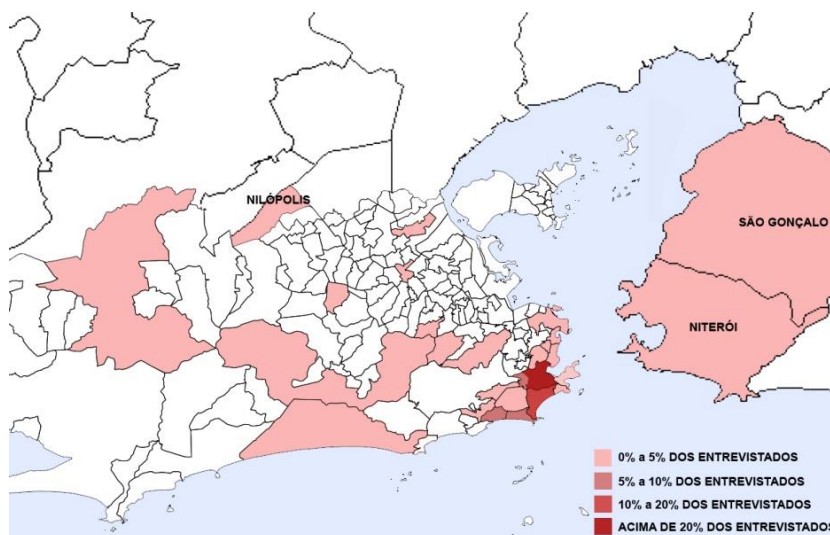 NILÓPOLIS
SÃO GONÇALO
NITERÓI
0% a 5% DOS ENTREVISTADOS
5% a 10% DOS ENTREVISTADOS
10% a 20% DOS ENTREVISTADOS
ACIMA DE 20% DOS ENTREVISTADOS